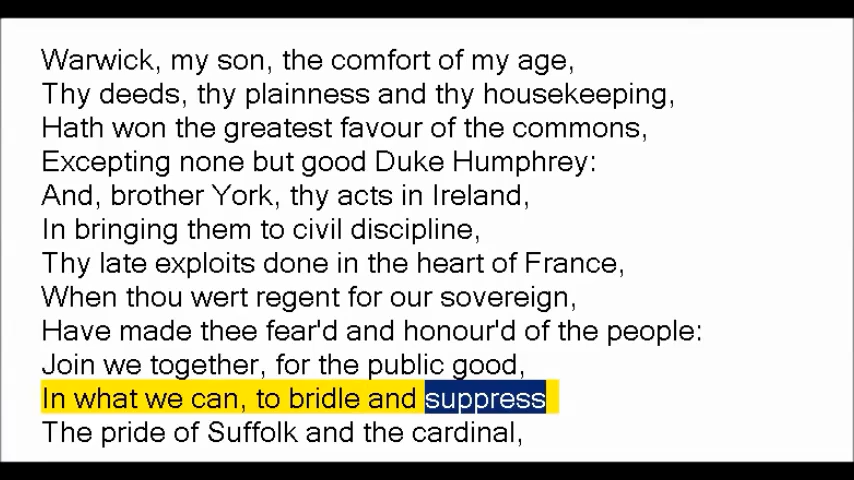 Warwick, my son, the comfort of my age,
Thy deeds, thy plainness and thy housekeeping,
Hath won the greatest favour of the commons,
Excepting none but good Duke Humphrey:
And, brother York, thy acts in Ireland,
In bringing them to civil discipline,
Thy late exploits done in the heart of France,
When thou wert regent for our sovereign,
Have made thee fear'd and honour'd of the people:
Join we together, for the public good,
In what we can, to bridle and suppress
The pride of Suffolk and the cardinal,